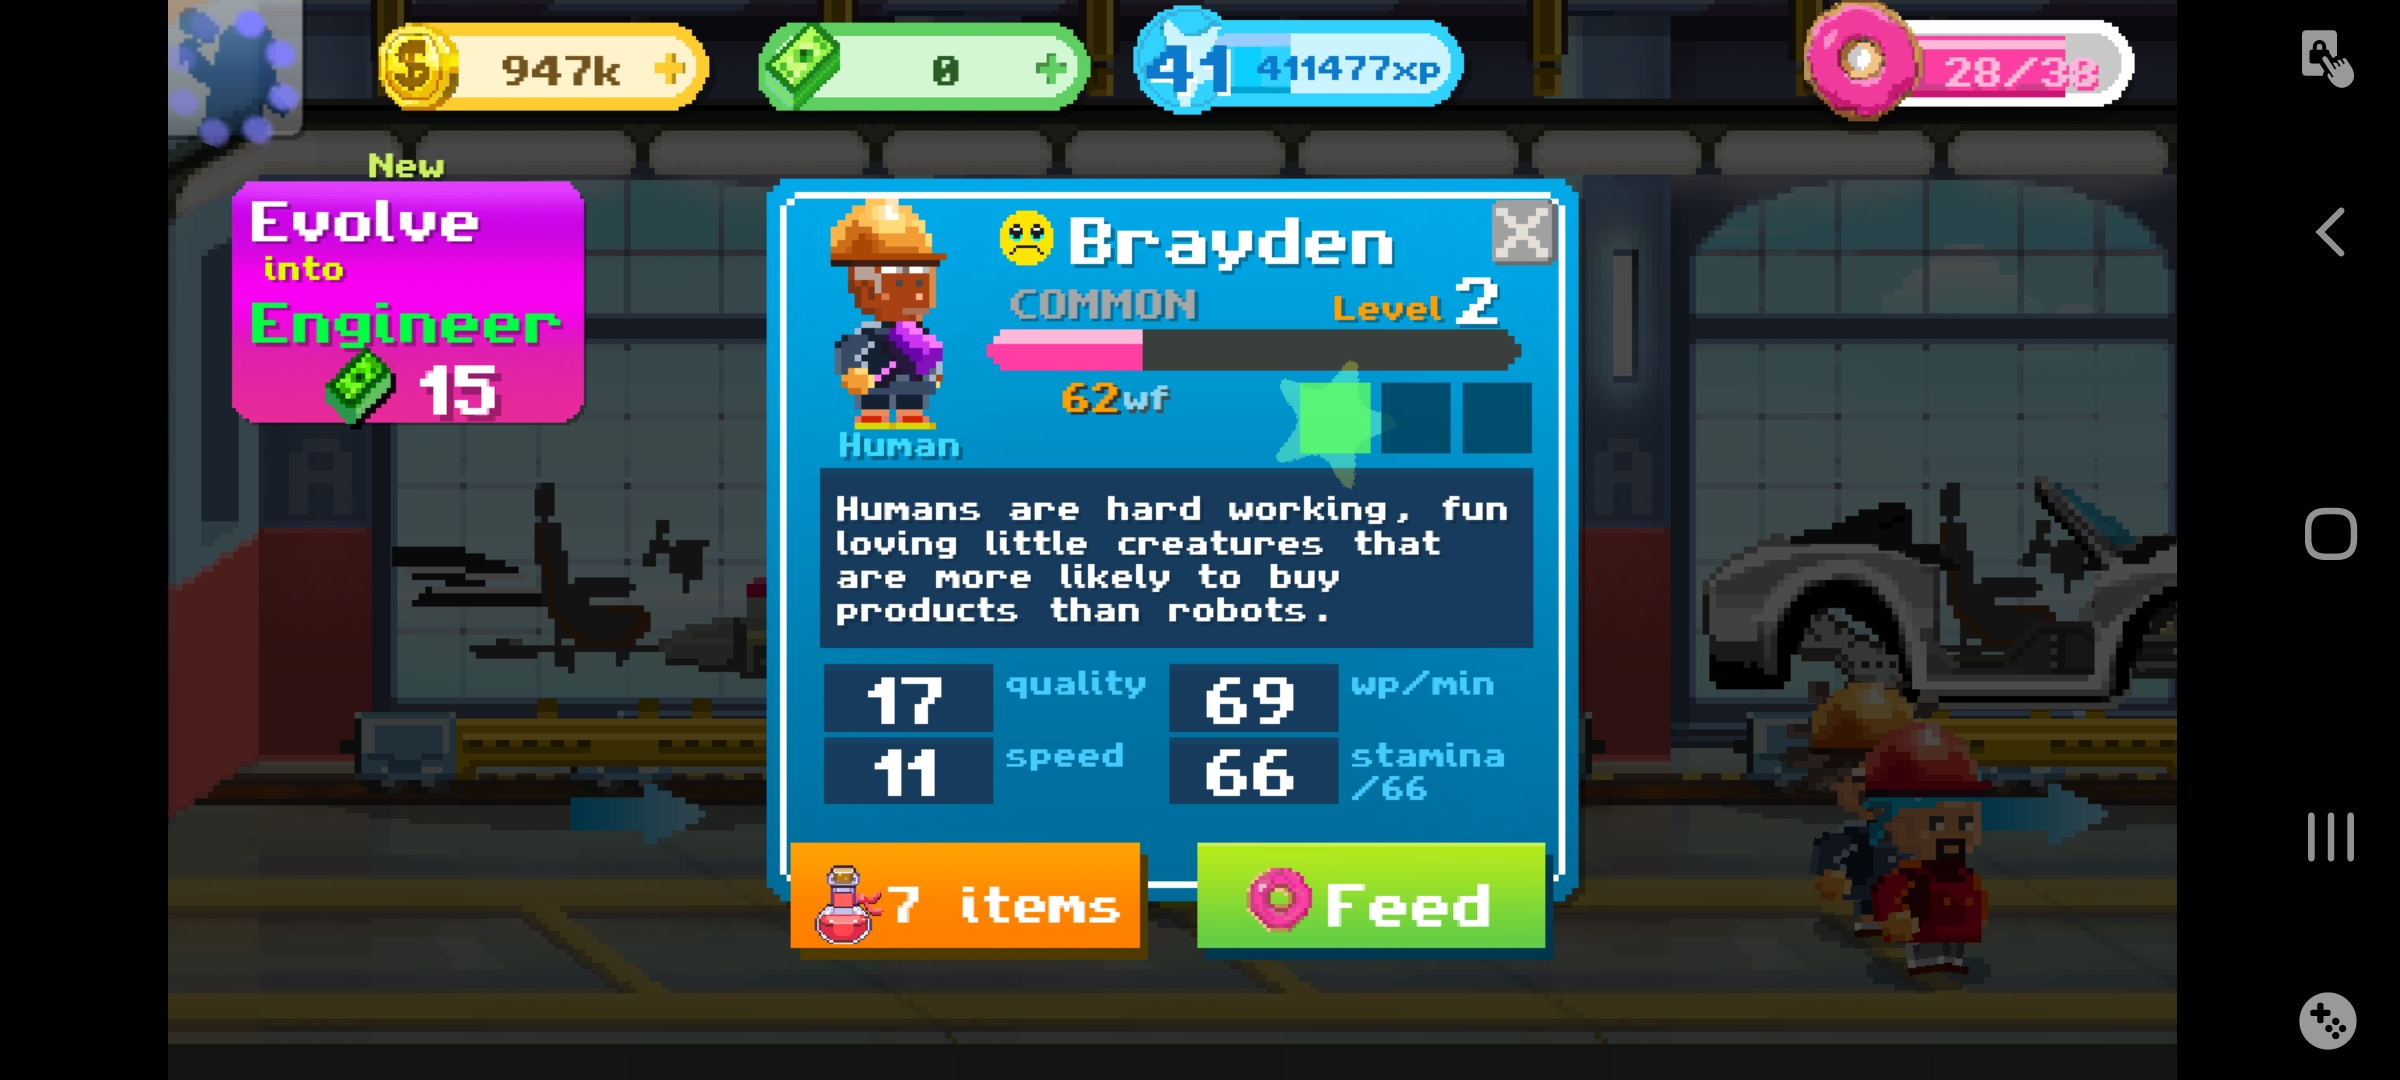 947k
0
41 411477xp
28/38
New
Evolve
into
Engineer
15
Brayden
COMMON Level 2
62wf
Human
Humans are hard working, fun
loving little creatures that
are more likely to buy
products than robots.
17 quality 69 wp/min
11 speed 66 stamina
/66
7 items Feed
A
A